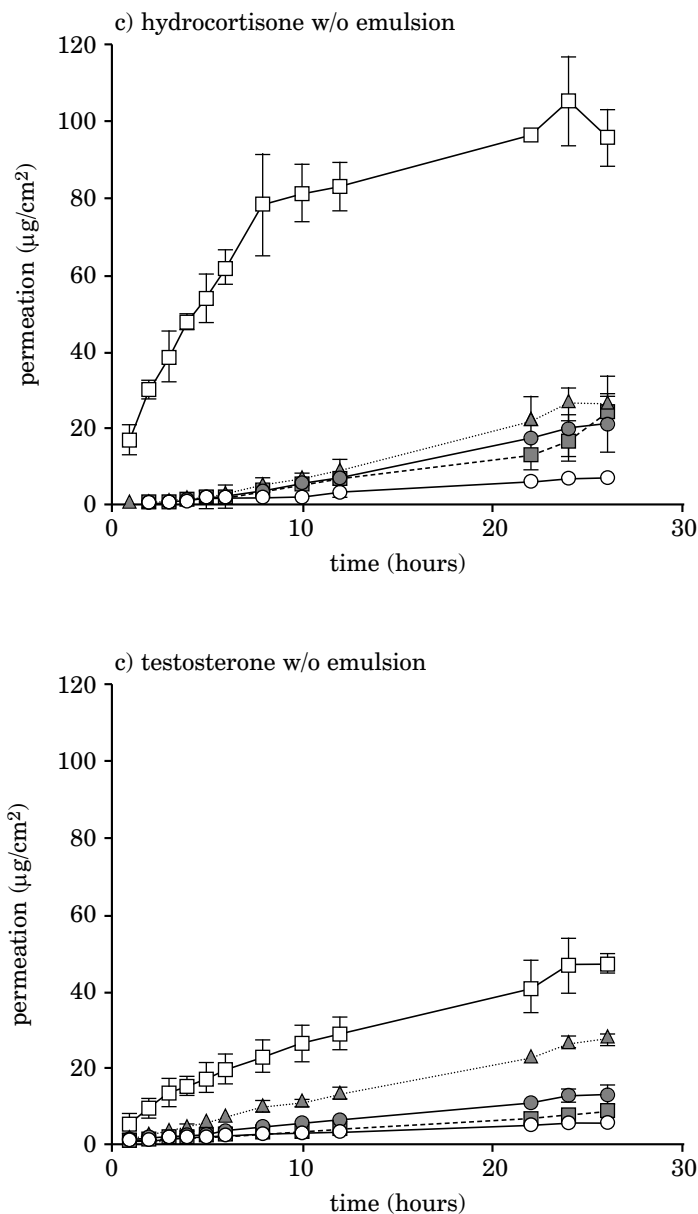 c) hydrocortisone w/o emulsion
120
100
80
60
40
20
0
permeation (μg/cm²)
0 10 20 30
time (hours)
c) testosterone w/o emulsion
120
100
80
60
40
20
0
permeation (μg/cm²)
0 10 20 30
time (hours)